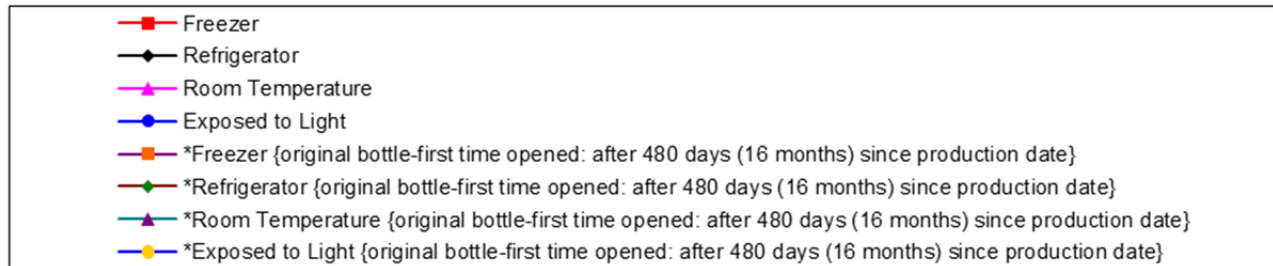 Freezer
Refrigerator
Room Temperature
Exposed to Light
*Freezer {original bottle-first time opened: after 480 days (16 months) since production date}
*Refrigerator {original bottle-first time opened: after 480 days (16 months) since production date}
*Room Temperature {original bottle-first time opened: after 480 days (16 months) since production date}
*Exposed to Light {original bottle-first time opened: after 480 days (16 months) since production date}